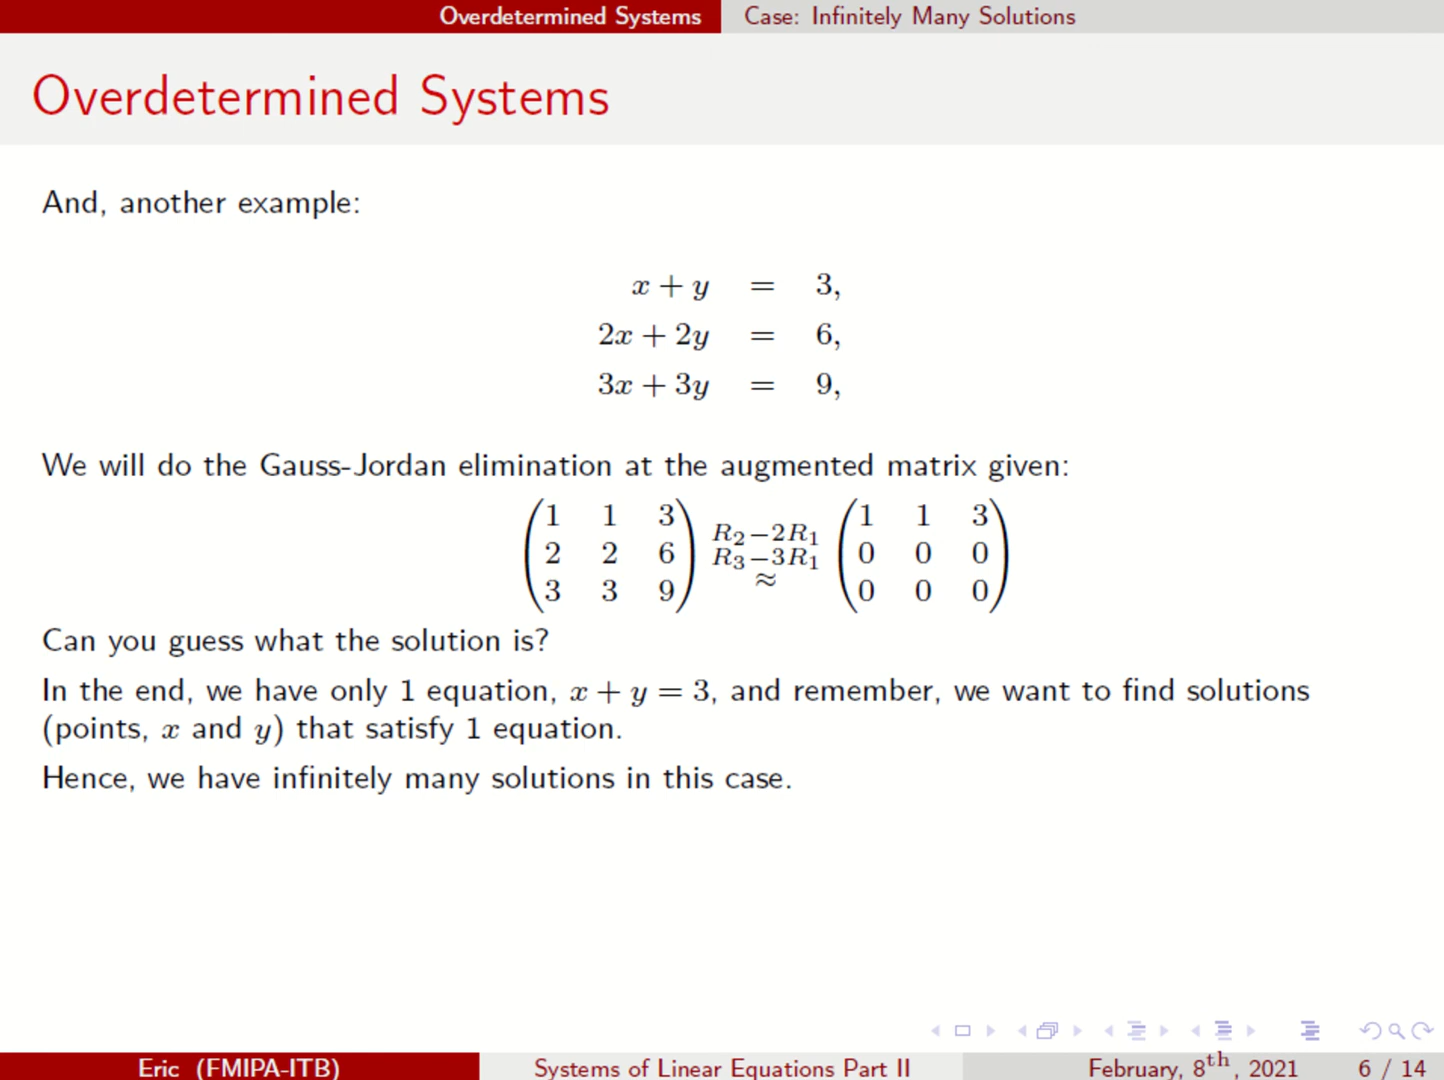 Overdetermined Systems Case: Infinitely Many Solutions
Overdetermined Systems
And, another example:
x + y = 3,
2x + 2y = 6,
3x + 3y = 9,
We will do the Gauss-Jordan elimination at the augmented matrix given:
(1 1 3) R₂−2R₁ (1 1 3)
(2 2 6) R₃−3R₁ (0 0 0)
(3 3 9) ≈ (0 0 0)
Can you guess what the solution is?
In the end, we have only 1 equation, x + y = 3, and remember, we want to find solutions
(points, x and y) that satisfy 1 equation.
Hence, we have infinitely many solutions in this case.
Eric (FMIPA-ITB) Systems of Linear Equations Part II February, 8th, 2021 6 / 14